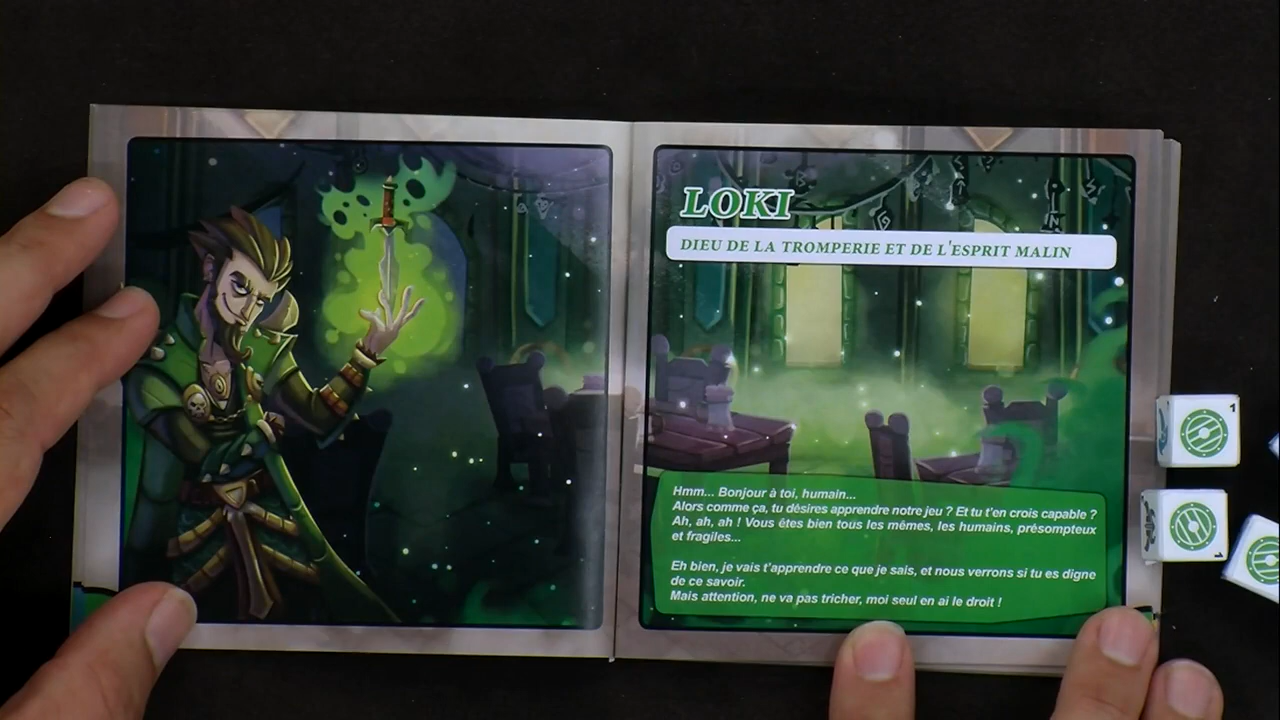 LOKI
DIEU DE LA TROMPERIE ET DE L'ESPRIT MALIN
Hmm... Bonjour à toi, humain...
Alors comme ça, tu désires apprendre notre jeu ? Et tu t'en crois capable ?
Ah, ah, ah ! Vous êtes bien tous les mêmes, les humains, présomptueux
et fragiles...
Eh bien, je vais t'apprendre ce que je sais, et nous verrons si tu es digne
de ce savoir.
Mais attention, ne va pas tricher, moi seul en ai le droit !
1
1